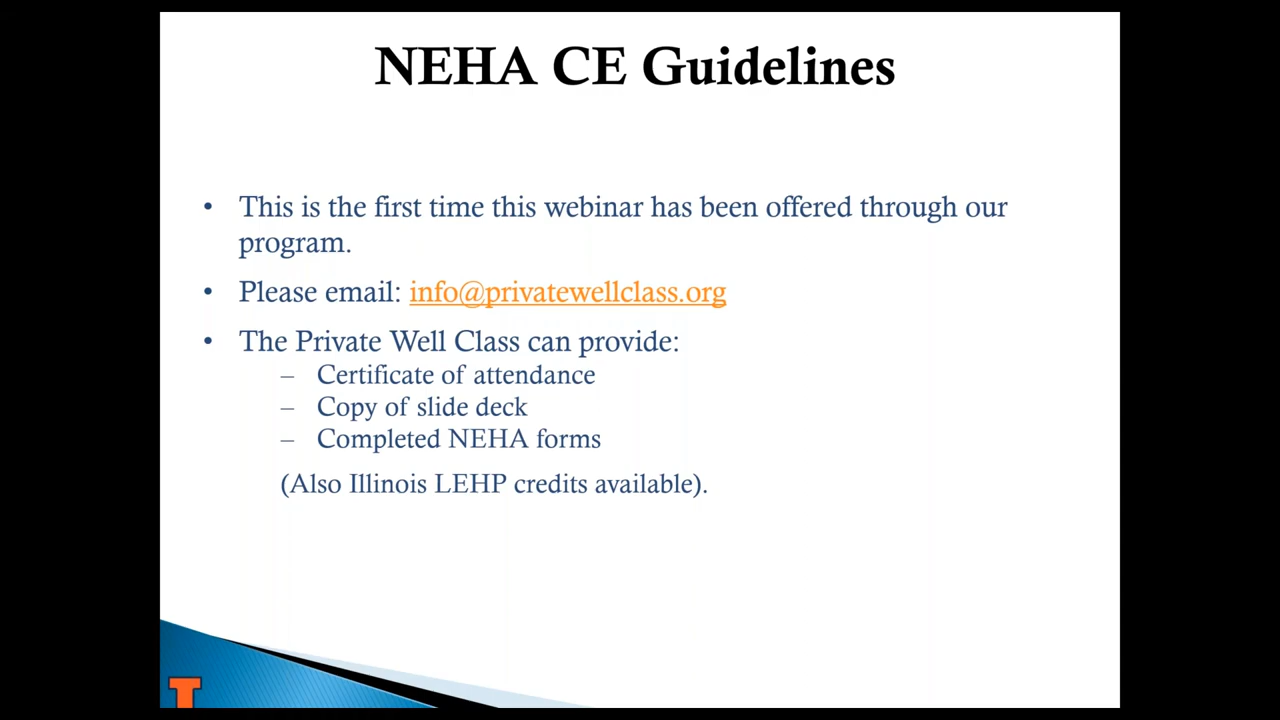 NEHA CE Guidelines
• This is the first time this webinar has been offered through our
program.
• Please email: info@privatewellclass.org
• The Private Well Class can provide:
– Certificate of attendance
– Copy of slide deck
– Completed NEHA forms
(Also Illinois LEHP credits available).
I